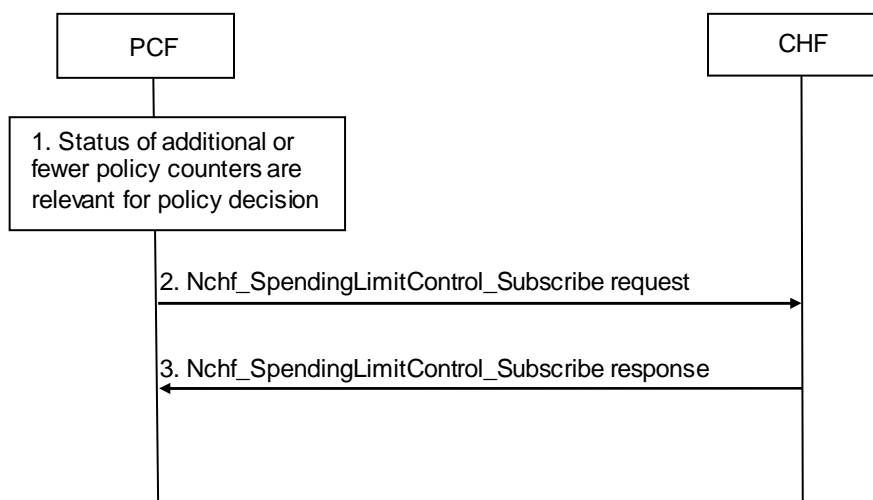 PCF
CHF
1. Status of additional or
fewer policy counters are
relevant for policy decision
2. Nchf_SpendingLimitControl_Subscribe request
3. Nchf_SpendingLimitControl_Subscribe response